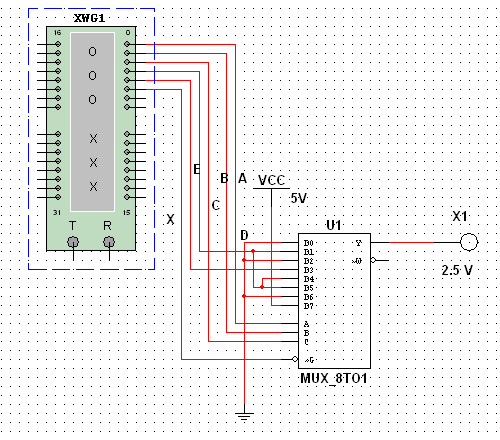 XWG1
16 0
O
O
O
X
X
X
31 15
T R
E B A
C
X
D
VCC
5V
U1
X1
2.5 V
D0
D1
D2
D3
D4
D5
D6
D7
A
B
C
~G
Y
~W
MUX_8TO1